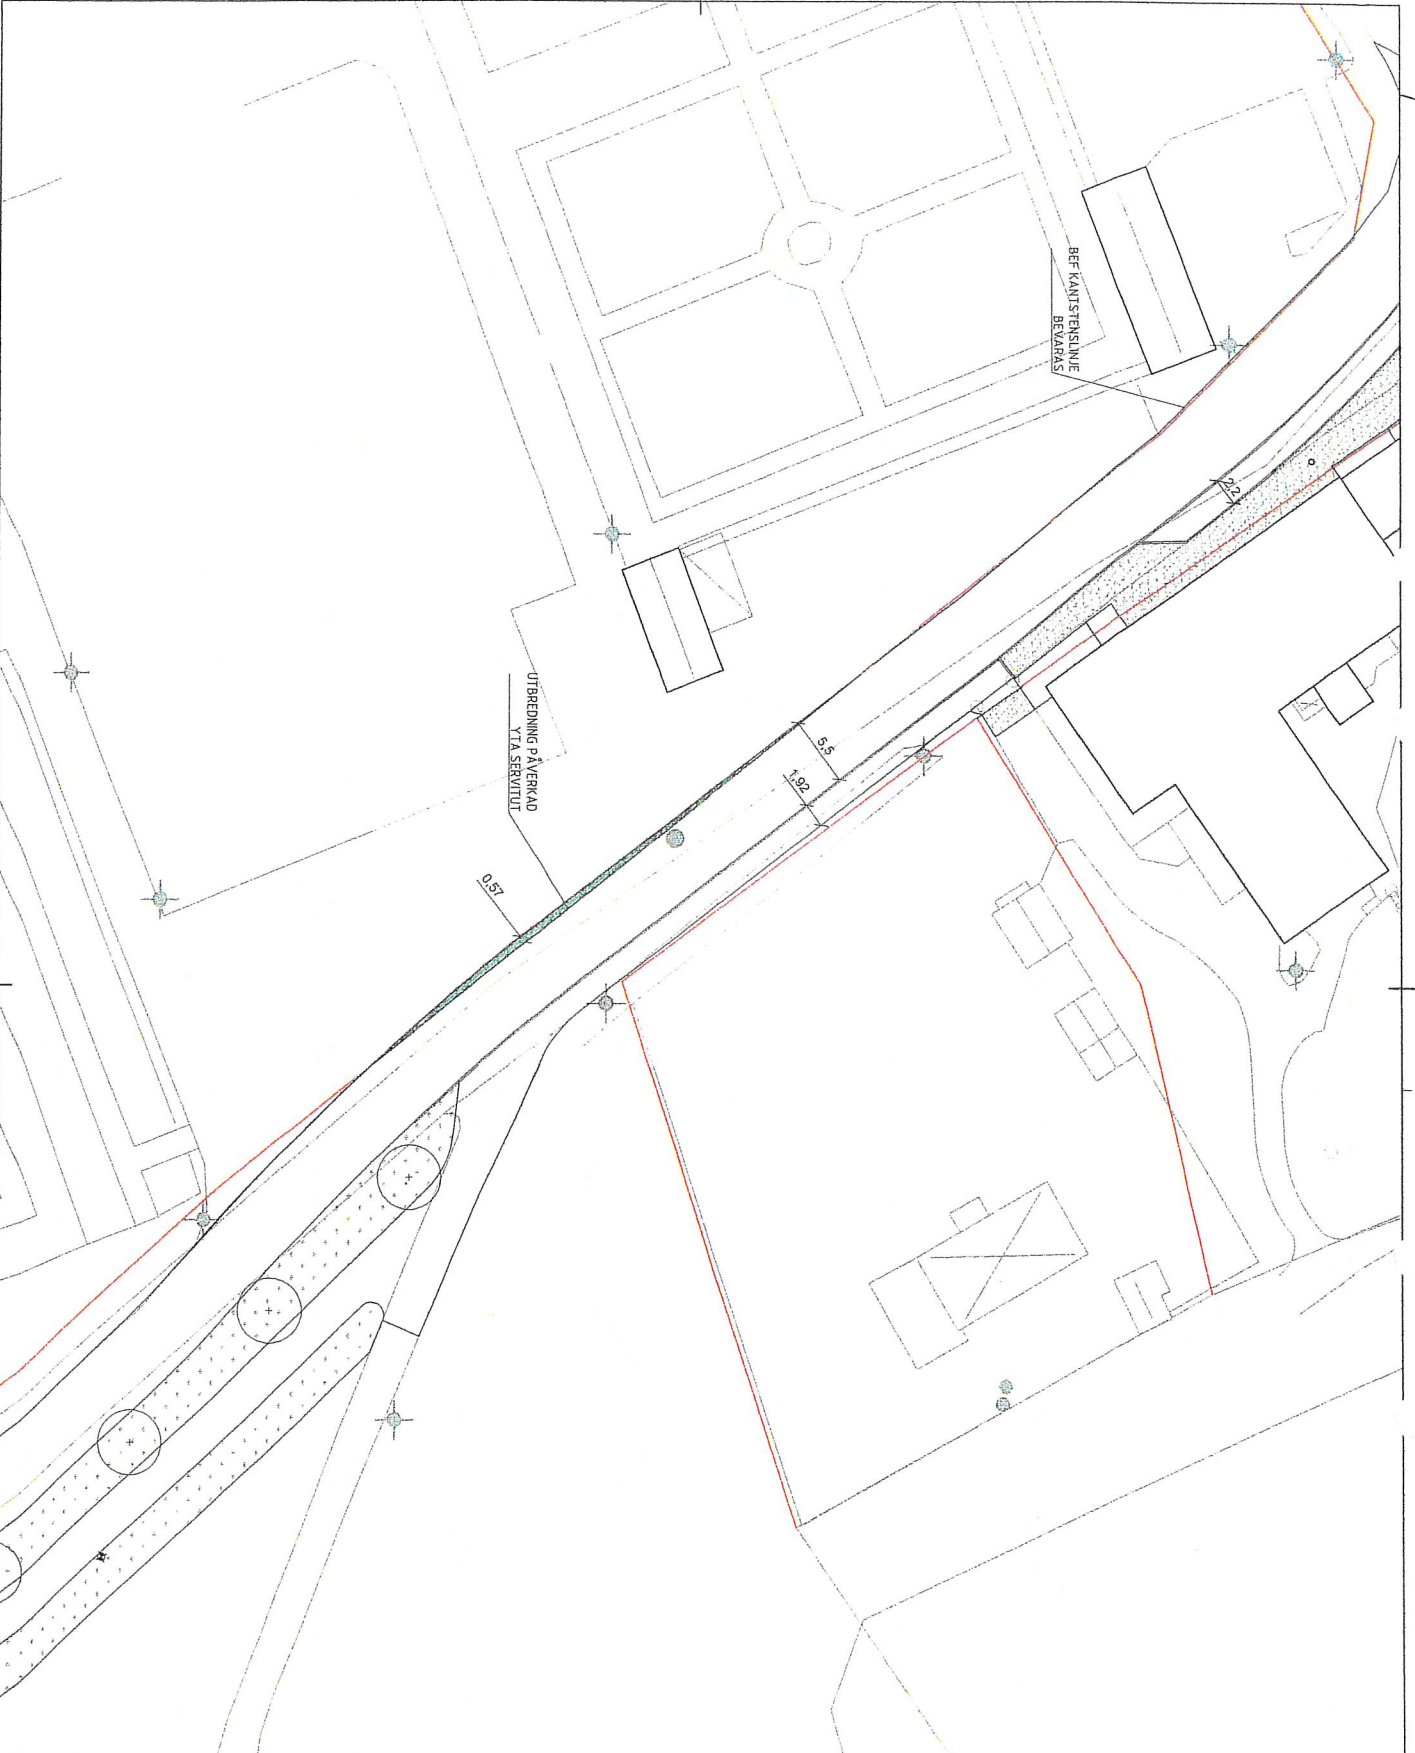 BEF KANTSTENSLINJE
BEVARAS
2,2
5,5
1,92
UTBREDNING PÅVERKAD
YTA SERVITUT
0,57